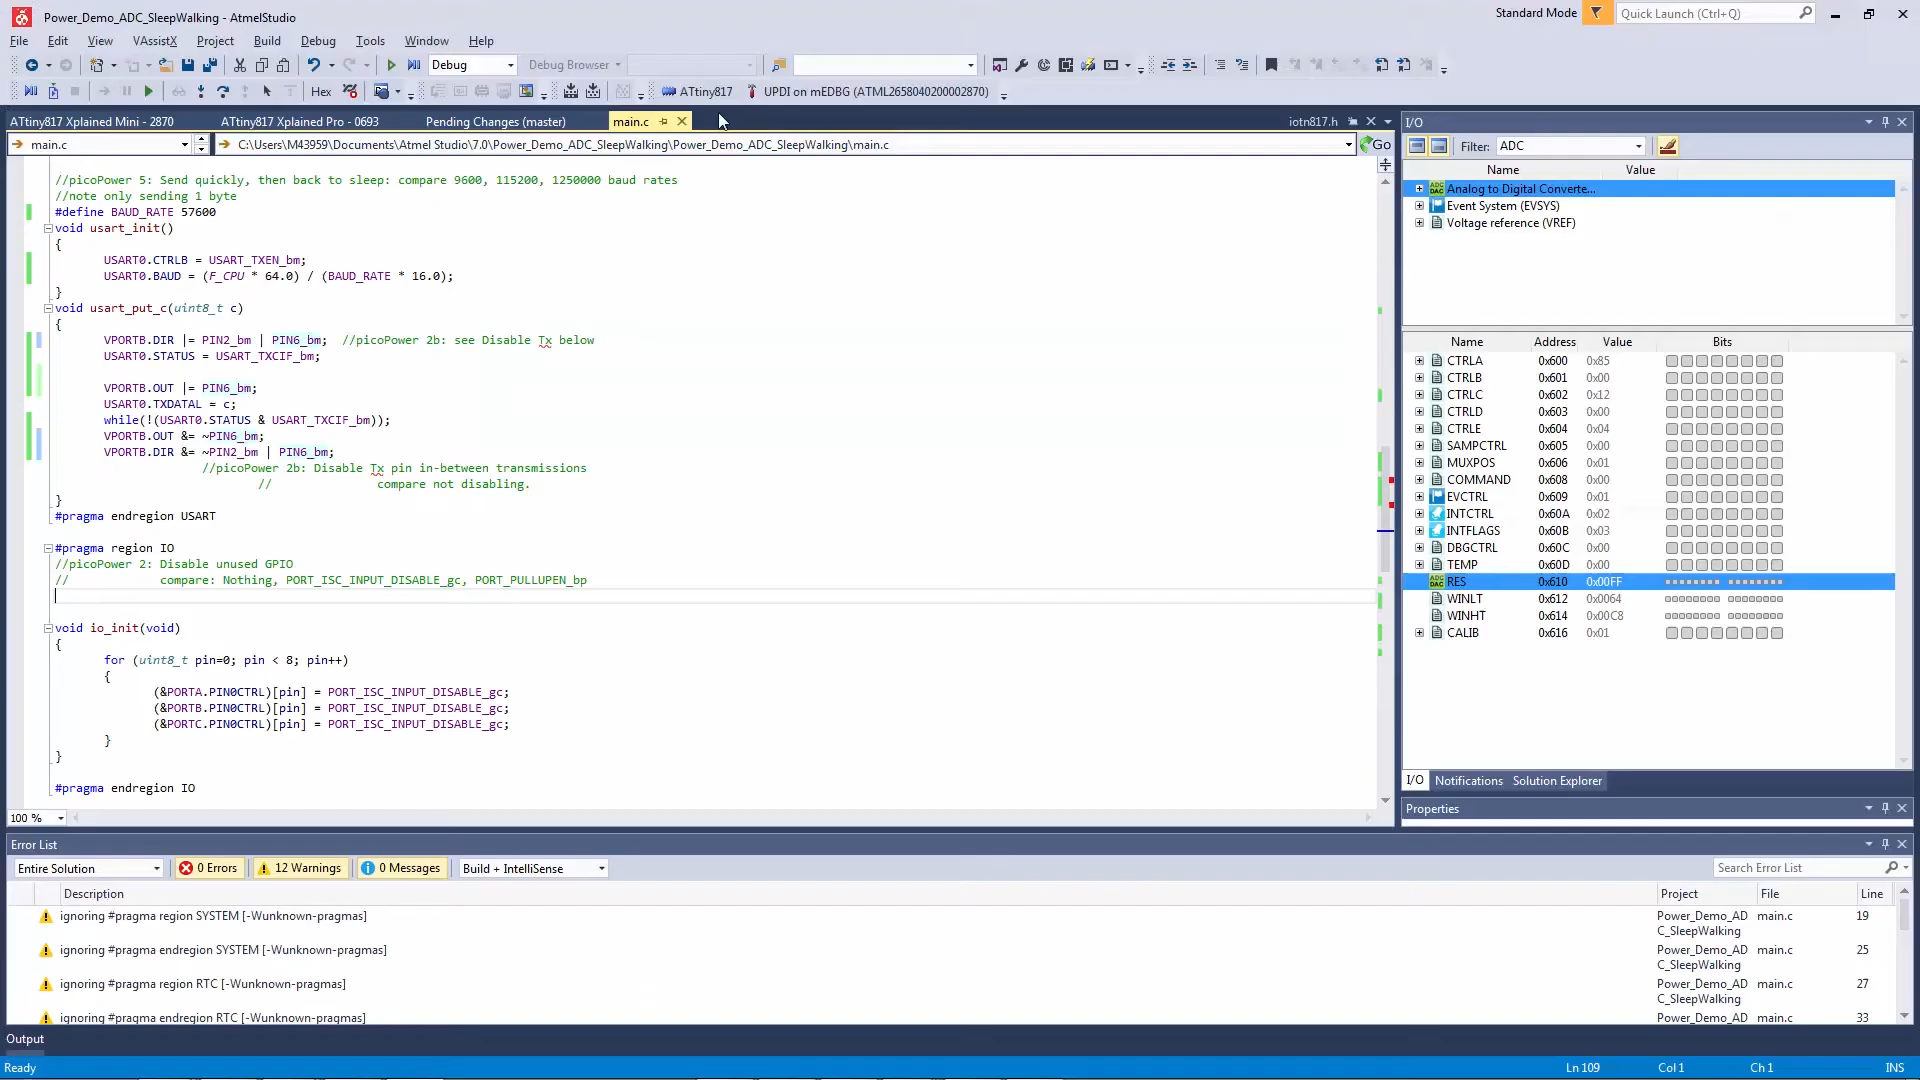 Power_Demo_ADC_SleepWalking - AtmelStudio
Standard Mode
Quick Launch (Ctrl+Q)
File Edit View VAssistX Project Build Debug Tools Window Help
Debug
Debug Browser
Hex
ATtiny817
UPDI on mEDBG (ATML2658040200002870)
ATtiny817 Xplained Mini - 2870
ATtiny817 Xplained Pro - 0693
Pending Changes (master)
main.c
iotn817.h
main.c
C:\Users\M43959\Documents\Atmel Studio\7.0\Power_Demo_ADC_SleepWalking\Power_Demo_ADC_SleepWalking\main.c
Go
//picoPower 5: Send quickly, then back to sleep: compare 9600, 115200, 1250000 baud rates
//note only sending 1 byte
#define BAUD_RATE 57600
void usart_init()
{
USART0.CTRLB = USART_TXEN_bm;
USART0.BAUD = (F_CPU * 64.0) / (BAUD_RATE * 16.0);
}
void usart_put_c(uint8_t c)
{
VPORTB.DIR |= PIN2_bm | PIN6_bm; //picoPower 2b: see Disable Tx below
USART0.STATUS = USART_TXCIF_bm;
VPORTB.OUT |= PIN6_bm;
USART0.TXDATAL = c;
while(!(USART0.STATUS & USART_TXCIF_bm));
VPORTB.OUT &= ~PIN6_bm;
VPORTB.DIR &= ~PIN2_bm | PIN6_bm;
//picoPower 2b: Disable Tx pin in-between transmissions
// compare not disabling.
}
#pragma endregion USART
#pragma region IO
//picoPower 2: Disable unused GPIO
// compare: Nothing, PORT_ISC_INPUT_DISABLE_gc, PORT_PULLUPEN_bp
void io_init(void)
{
for (uint8_t pin=0; pin < 8; pin++)
{
(&PORTA.PIN0CTRL)[pin] = PORT_ISC_INPUT_DISABLE_gc;
(&PORTB.PIN0CTRL)[pin] = PORT_ISC_INPUT_DISABLE_gc;
(&PORTC.PIN0CTRL)[pin] = PORT_ISC_INPUT_DISABLE_gc;
}
}
#pragma endregion IO
100 %
I/O
Filter: ADC
Name Value
Analog to Digital Converte...
Event System (EVSYS)
Voltage reference (VREF)
Name Address Value Bits
CTRLA 0x600 0x85
CTRLB 0x601 0x00
CTRLC 0x602 0x12
CTRLD 0x603 0x00
CTRLE 0x604 0x04
SAMPCTRL 0x605 0x00
MUXPOS 0x606 0x01
COMMAND 0x608 0x00
EVCTRL 0x609 0x01
INTCTRL 0x60A 0x02
INTFLAGS 0x60B 0x03
DBGCTRL 0x60C 0x00
TEMP 0x60D 0x00
RES 0x610 0x00FF
WINLT 0x612 0x0064
WINHT 0x614 0x00C8
CALIB 0x616 0x01
I/O Notifications Solution Explorer
Properties
Error List
Entire Solution
0 Errors
12 Warnings
0 Messages
Build + IntelliSense
Search Error List
Description Project File Line
ignoring #pragma region SYSTEM [-Wunknown-pragmas] Power_Demo_AD main.c 19
C_SleepWalking
ignoring #pragma endregion SYSTEM [-Wunknown-pragmas] Power_Demo_AD main.c 25
C_SleepWalking
ignoring #pragma region RTC [-Wunknown-pragmas] Power_Demo_AD main.c 27
C_SleepWalking
ignoring #pragma endregion RTC [-Wunknown-pragmas] Power_Demo_AD main.c 33
C_SleepWalking
Output
Ready
Ln 109 Col 1 Ch 1 INS